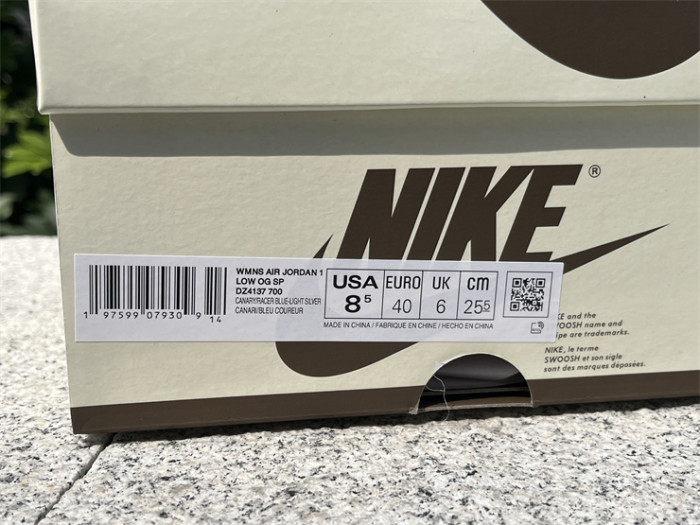 NIKE®
WMNS AIR JORDAN 1
LOW OG SP
DZ4137 700
CANARY/RACER BLUE-LIGHT SILVER
CANARI/BLEU COUREUR
1 97599 07930 9 14
USA EURO UK CM
8⁵ 40 6 25⁵
MADE IN CHINA / FABRIQUE EN CHINE / HECHO EN CHINA
KE and the
WOOSH name and
ipe are trademarks.
NIKE, le terme
SWOOSH et son sigle
sont des marques déposées.